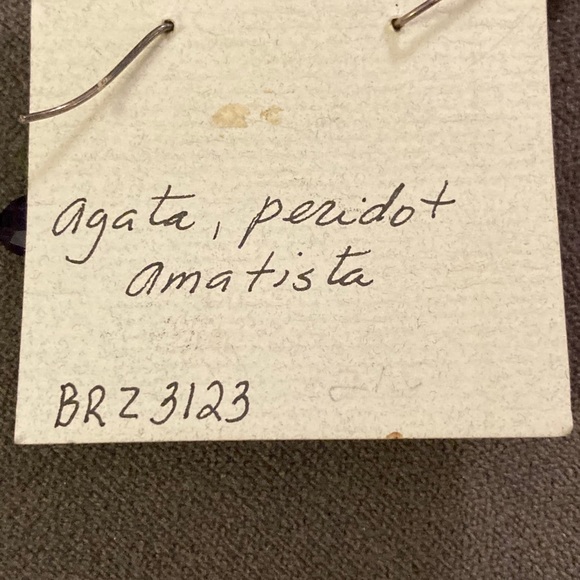 agata, peridot
amatista
BRZ3123